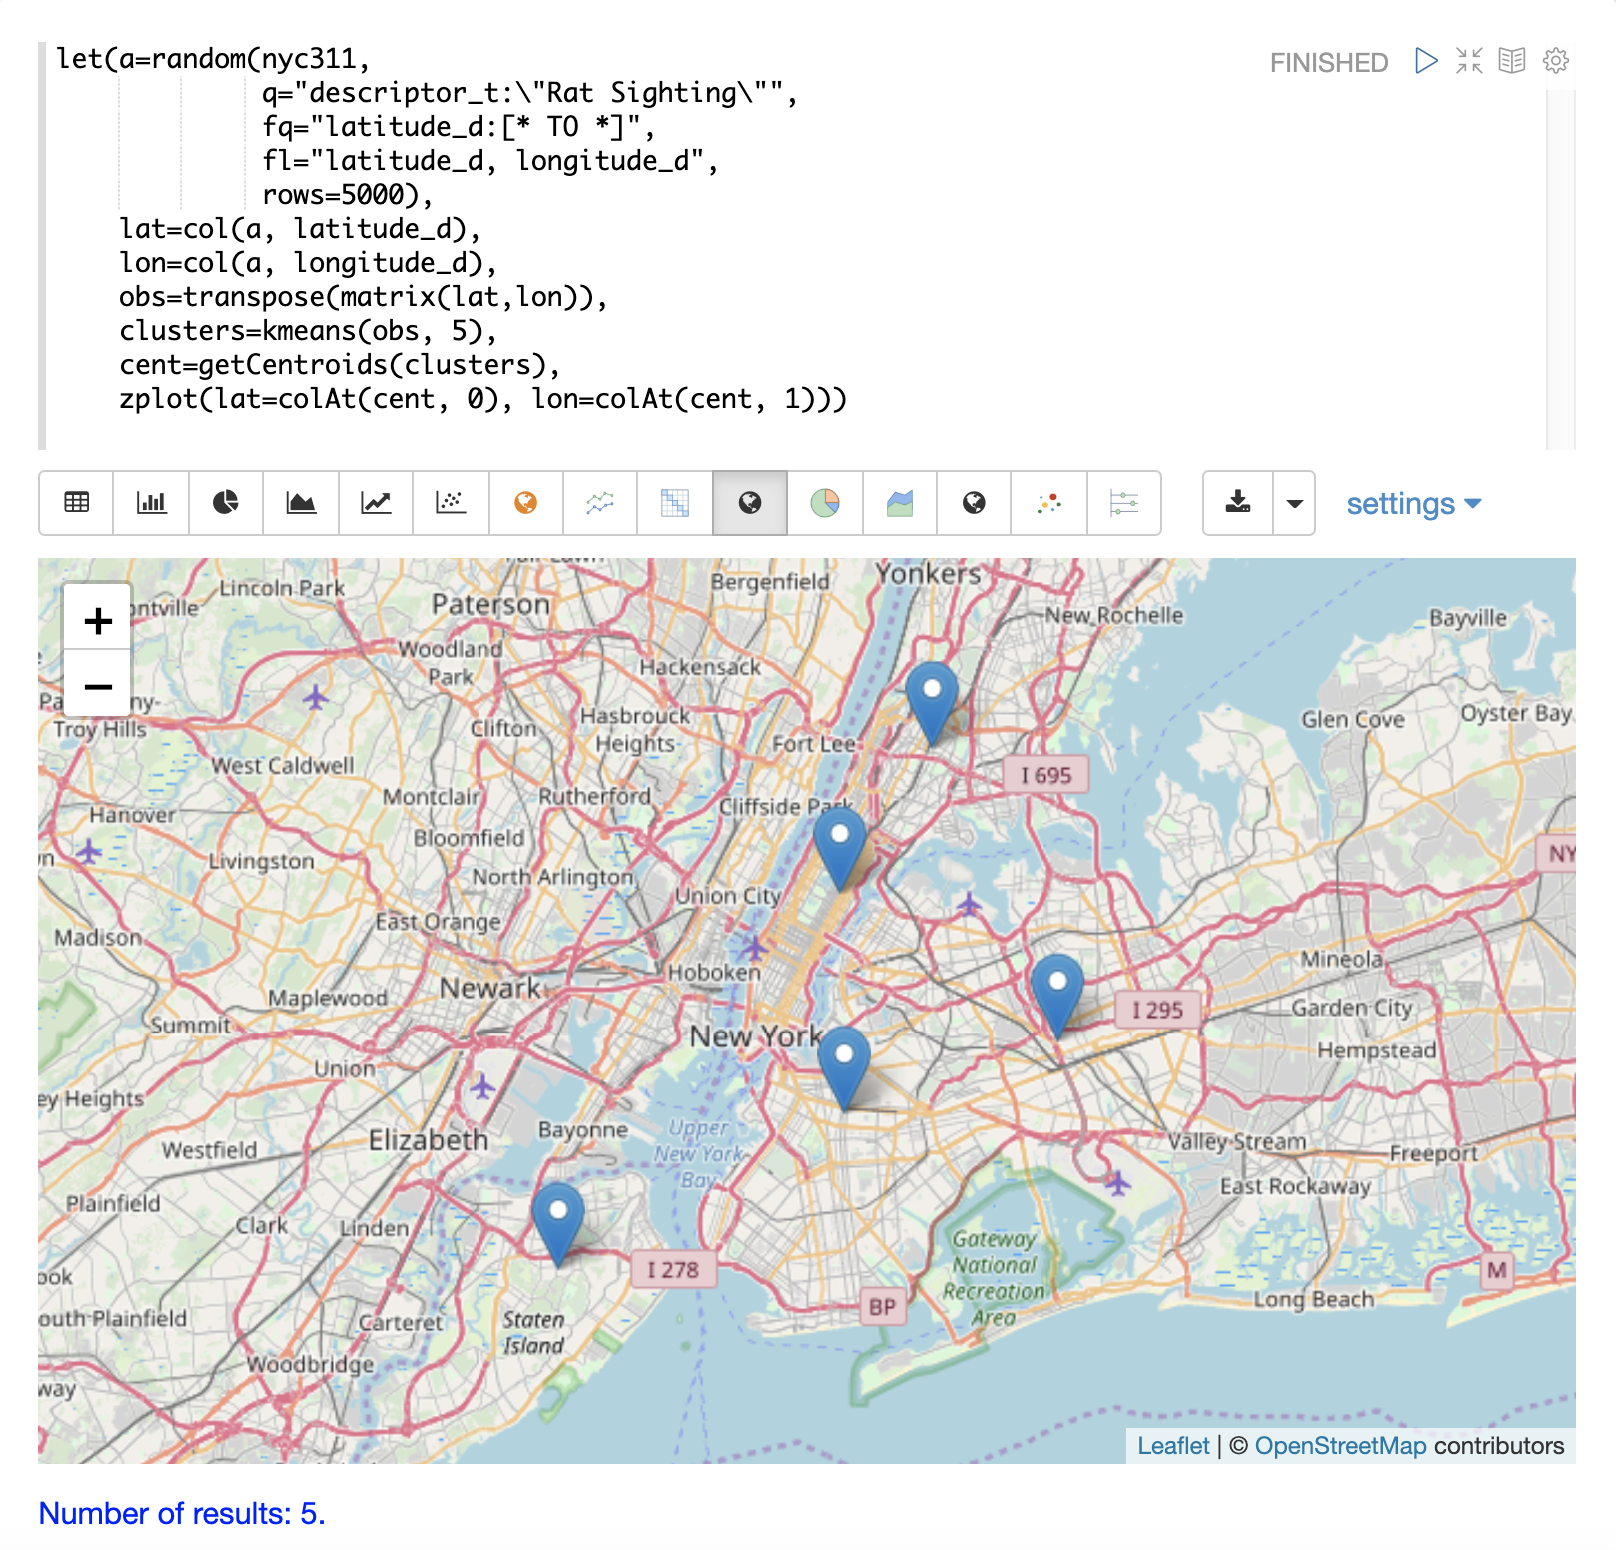 let(a=random(nyc311,
q="descriptor_t:\"Rat Sighting\"",
fq="latitude_d:[* TO *]",
fl="latitude_d, longitude_d",
rows=5000),
lat=col(a, latitude_d),
lon=col(a, longitude_d),
obs=transpose(matrix(lat,lon)),
clusters=kmeans(obs, 5),
cent=getCentroids(clusters),
zplot(lat=colAt(cent, 0), lon=colAt(cent, 1)))
FINISHED
settings
+
−
Yonkers
Bergenfield
Lincoln Park
ntville
Paterson
New Rochelle
Bayville
Woodland
Park
Hackensack
Troy Hills
Clifton
Hasbrouck
Heights
Fort Lee
Glen Cove
Oyster Bay
West Caldwell
I 695
Montclair
Rutherford
Cliffside Park
Hanover
Bloomfield
NY
Livingston
North Arlington
Union City
East Orange
Madison
Hoboken
Mineola
Newark
Maplewood
Garden City
I 295
Summit
New York
Hempstead
Union
ey Heights
Elizabeth
Bayonne
Upper
New York
Bay
Westfield
Valley Stream
Freeport
East Rockaway
Plainfield
Clark
Linden
Gateway
National
Recreation
Area
I 278
M
ook
BP
Long Beach
outh Plainfield
Carteret
Staten
Island
Woodbridge
way
Leaflet | © OpenStreetMap contributors
Number of results: 5.